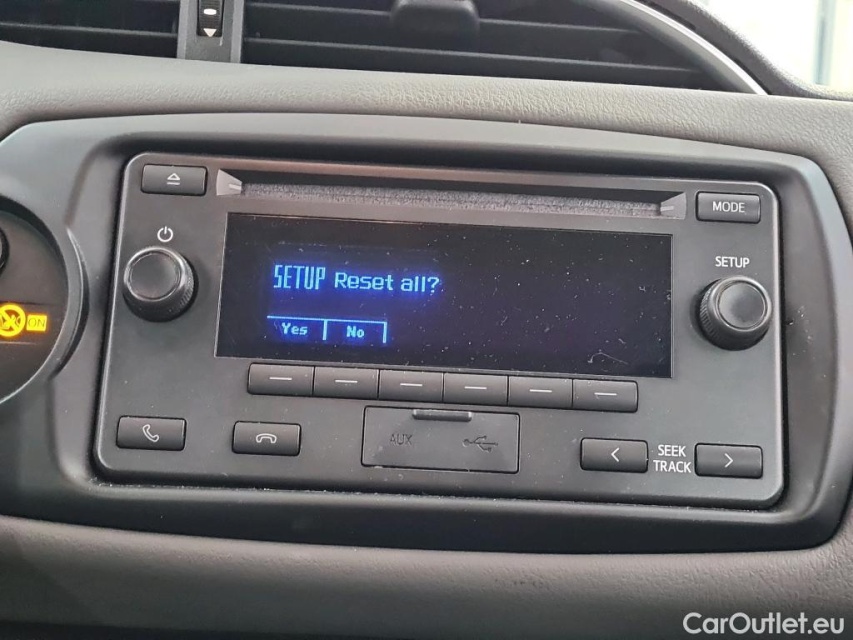 MODE
SETUP
SETUP Reset all?
Yes No
ON
AUX
SEEK
TRACK
CarOutlet.eu